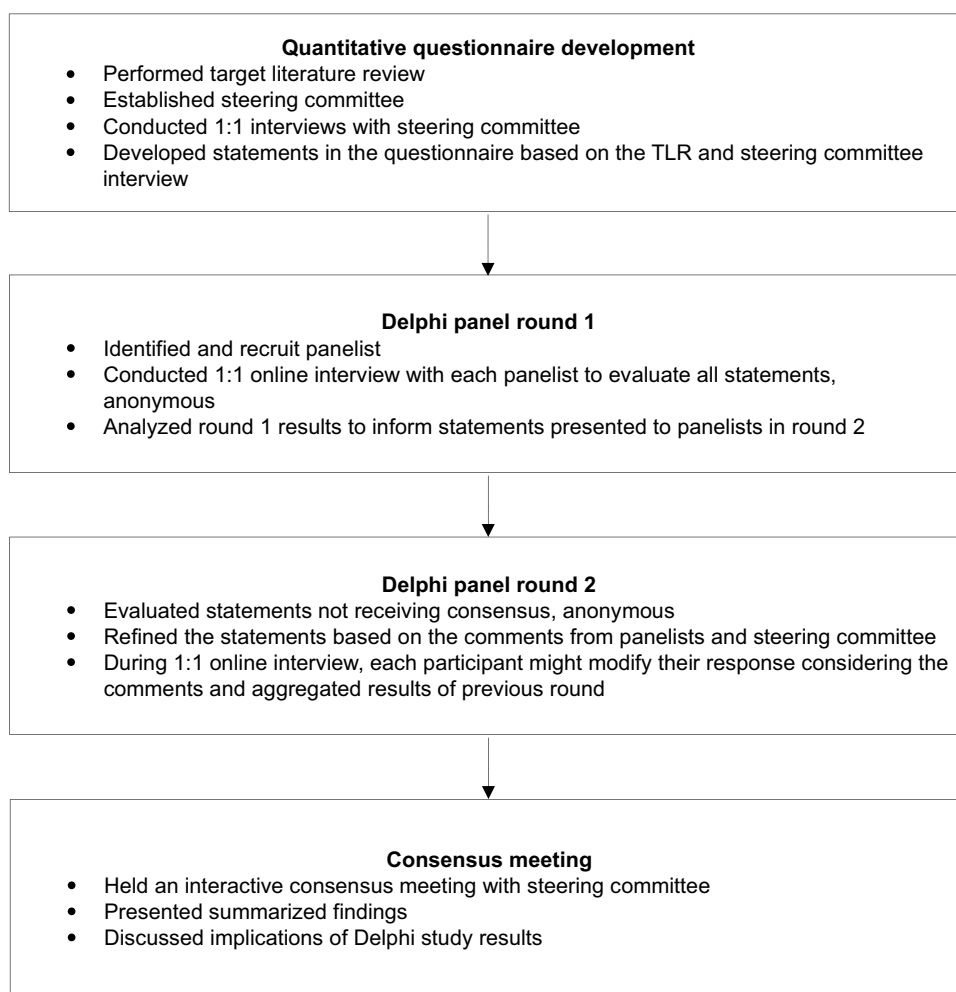 Quantitative questionnaire development
• Performed target literature review
• Established steering committee
• Conducted 1:1 interviews with steering committee
• Developed statements in the questionnaire based on the TLR and steering committee
interview
Delphi panel round 1
• Identified and recruit panelist
• Conducted 1:1 online interview with each panelist to evaluate all statements,
anonymous
• Analyzed round 1 results to inform statements presented to panelists in round 2
Delphi panel round 2
• Evaluated statements not receiving consensus, anonymous
• Refined the statements based on the comments from panelists and steering committee
• During 1:1 online interview, each participant might modify their response considering the
comments and aggregated results of previous round
Consensus meeting
• Held an interactive consensus meeting with steering committee
• Presented summarized findings
• Discussed implications of Delphi study results